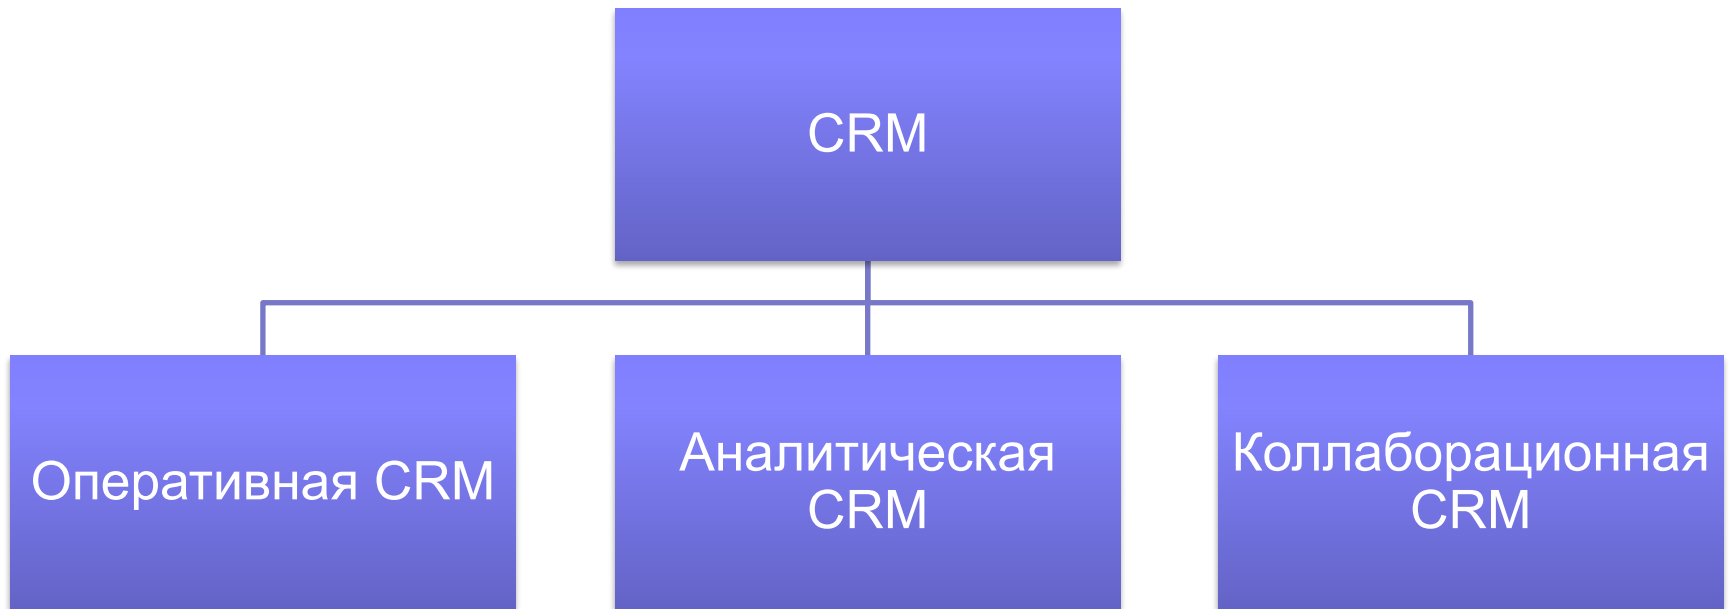 CRM
Оперативная CRM
Аналитическая
CRM
Коллаборационная
CRM